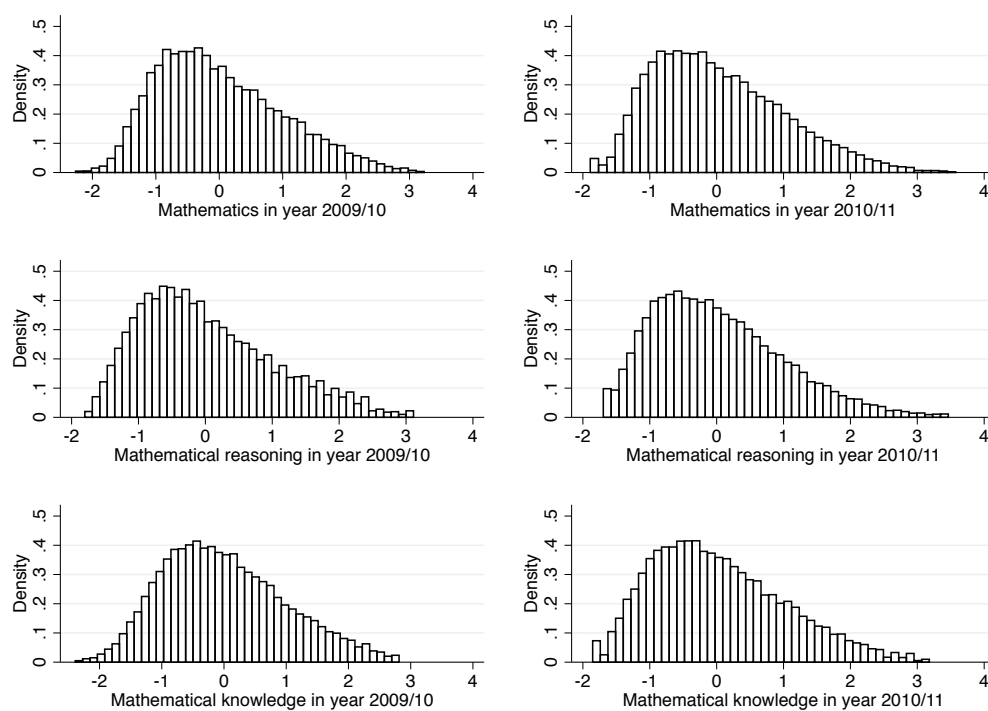 Density
0 .1 .2 .3 .4 .5
-2 -1 0 1 2 3 4
Mathematics in year 2009/10
Density
0 .1 .2 .3 .4 .5
-2 -1 0 1 2 3 4
Mathematics in year 2010/11
Density
0 .1 .2 .3 .4 .5
-2 -1 0 1 2 3 4
Mathematical reasoning in year 2009/10
Density
0 .1 .2 .3 .4 .5
-2 -1 0 1 2 3 4
Mathematical reasoning in year 2010/11
Density
0 .1 .2 .3 .4 .5
-2 -1 0 1 2 3 4
Mathematical knowledge in year 2009/10
Density
0 .1 .2 .3 .4 .5
-2 -1 0 1 2 3 4
Mathematical knowledge in year 2010/11